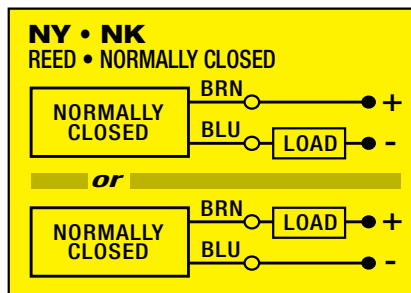 NY • NK
REED • NORMALLY CLOSED
BRN
+
NORMALLY
CLOSED
BLU
LOAD
-
or
BRN
LOAD
+
NORMALLY
CLOSED
BLU
-